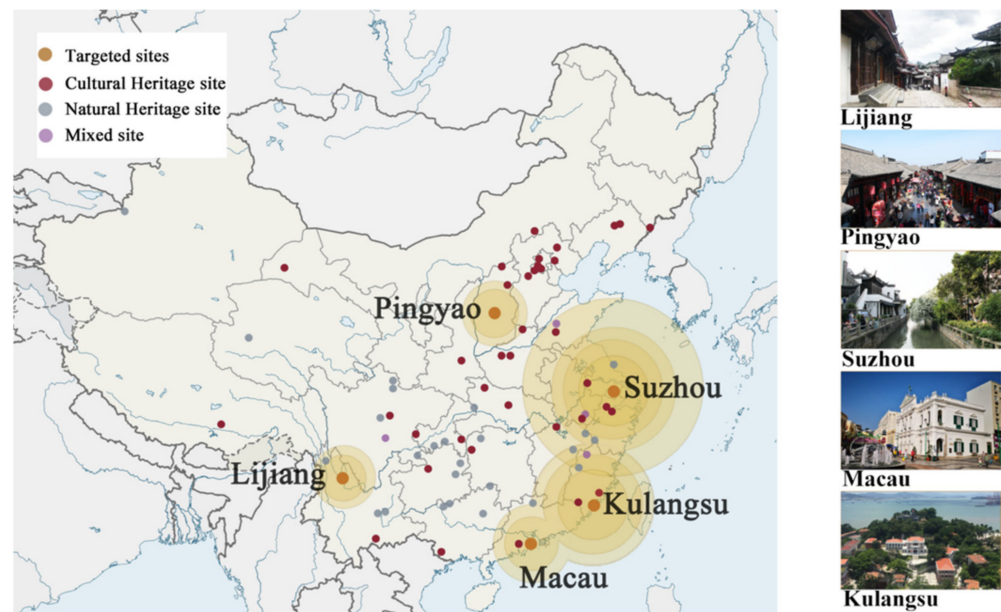 Targeted sites
Cultural Heritage site
Natural Heritage site
Mixed site
Pingyao
Suzhou
Lijiang
Kulangsu
Macau
Lijiang
Pingyao
Suzhou
Macau
Kulangsu